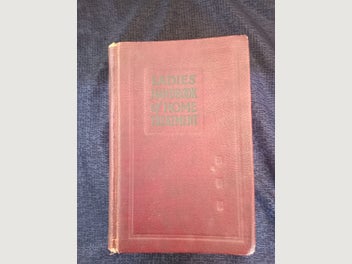 LADIES
HANDBOOK
OF HOME
TREATMENT